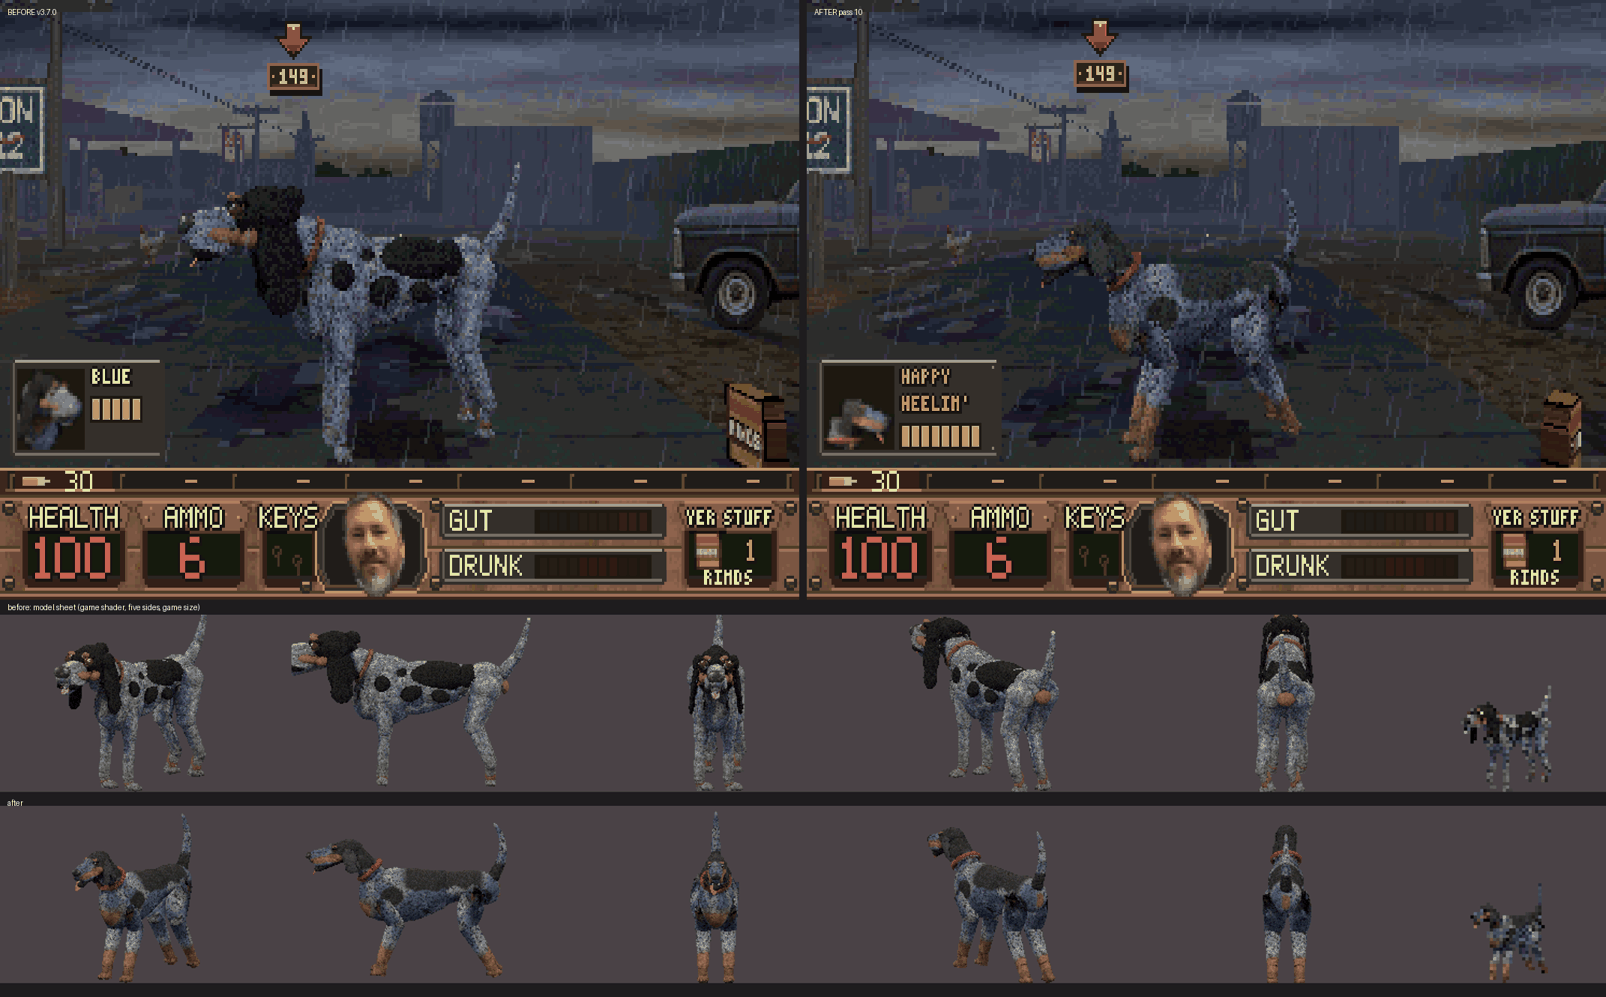 BEFORE v3.7.0
·149·
ON
12
BLUE
30
HEALTH
100
AMMO
6
KEYS
GUT
DRUNK
YER STUFF
1
RINDS
AFTER pass 10
·149·
ON
12
HAPPY
HEELIN'
30
HEALTH
100
AMMO
6
KEYS
GUT
DRUNK
YER STUFF
1
RINDS
before: model sheet (game shader, five sides, game size)
after